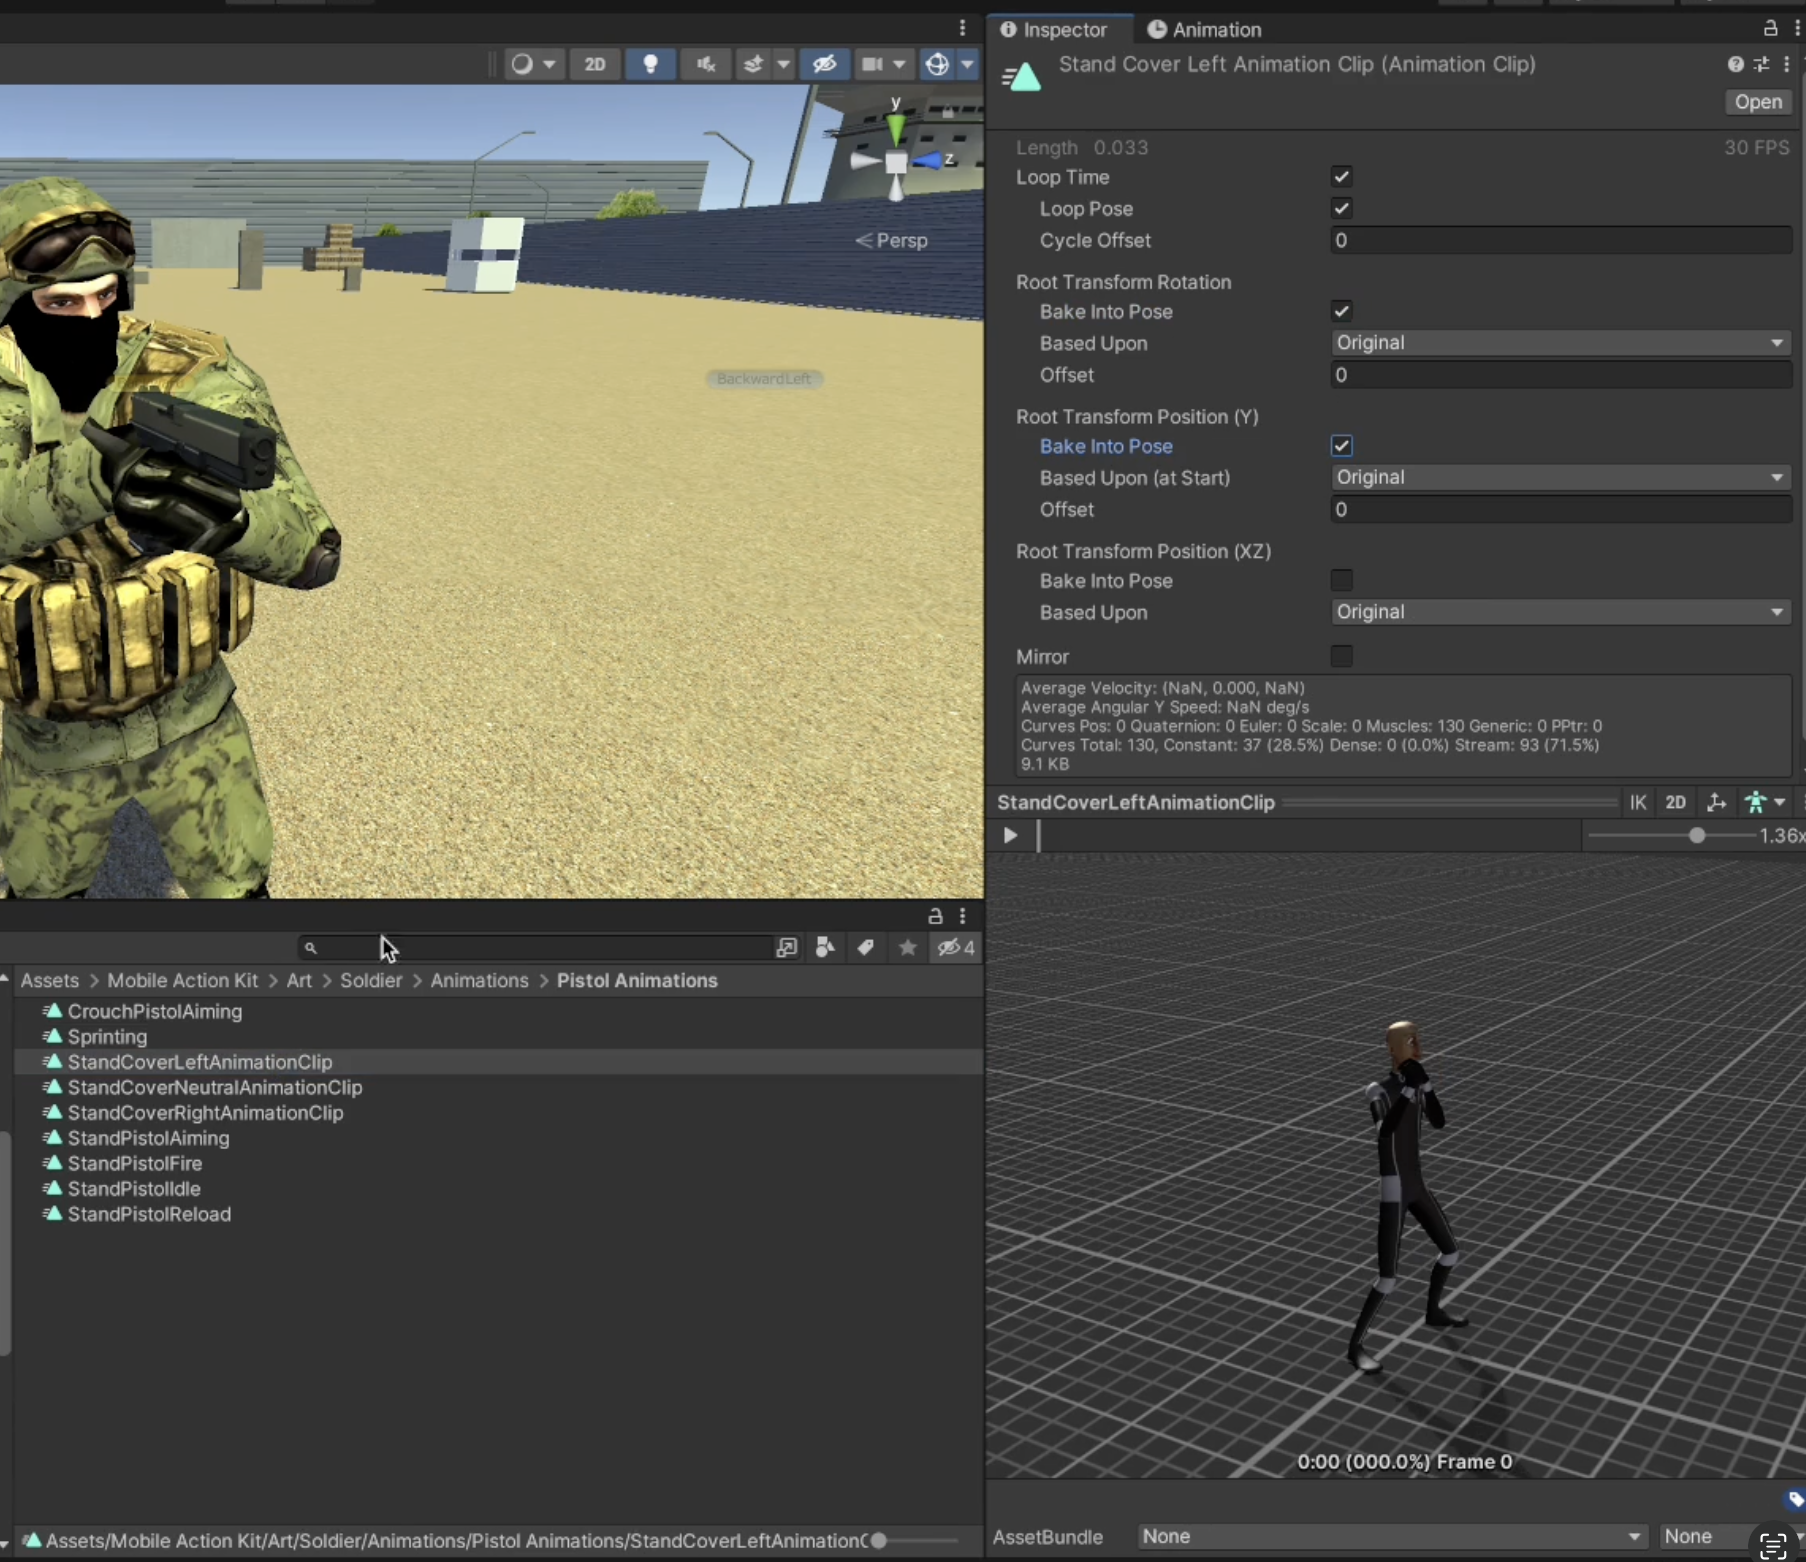 Inspector
Animation
2D
Stand Cover Left Animation Clip (Animation Clip)
Open
y
z
Persp
BackwardLeft
Length 0.033
30 FPS
Loop Time
Loop Pose
Cycle Offset
0
Root Transform Rotation
Bake Into Pose
Based Upon
Original
Offset
0
Root Transform Position (Y)
Bake Into Pose
Based Upon (at Start)
Original
Offset
0
Root Transform Position (XZ)
Bake Into Pose
Based Upon
Original
Mirror
Average Velocity: (NaN, 0.000, NaN)
Average Angular Y Speed: NaN deg/s
Curves Pos: 0 Quaternion: 0 Euler: 0 Scale: 0 Muscles: 130 Generic: 0 PPtr: 0
Curves Total: 130, Constant: 37 (28.5%) Dense: 0 (0.0%) Stream: 93 (71.5%)
9.1 KB
StandCoverLeftAnimationClip
IK
2D
1.36x
0:00 (000.0%) Frame 0
AssetBundle
None
None
4
Assets > Mobile Action Kit > Art > Soldier > Animations > Pistol Animations
CrouchPistolAiming
Sprinting
StandCoverLeftAnimationClip
StandCoverNeutralAnimationClip
StandCoverRightAnimationClip
StandPistolAiming
StandPistolFire
StandPistolIdle
StandPistolReload
Assets/Mobile Action Kit/Art/Soldier/Animations/Pistol Animations/StandCoverLeftAnimationC